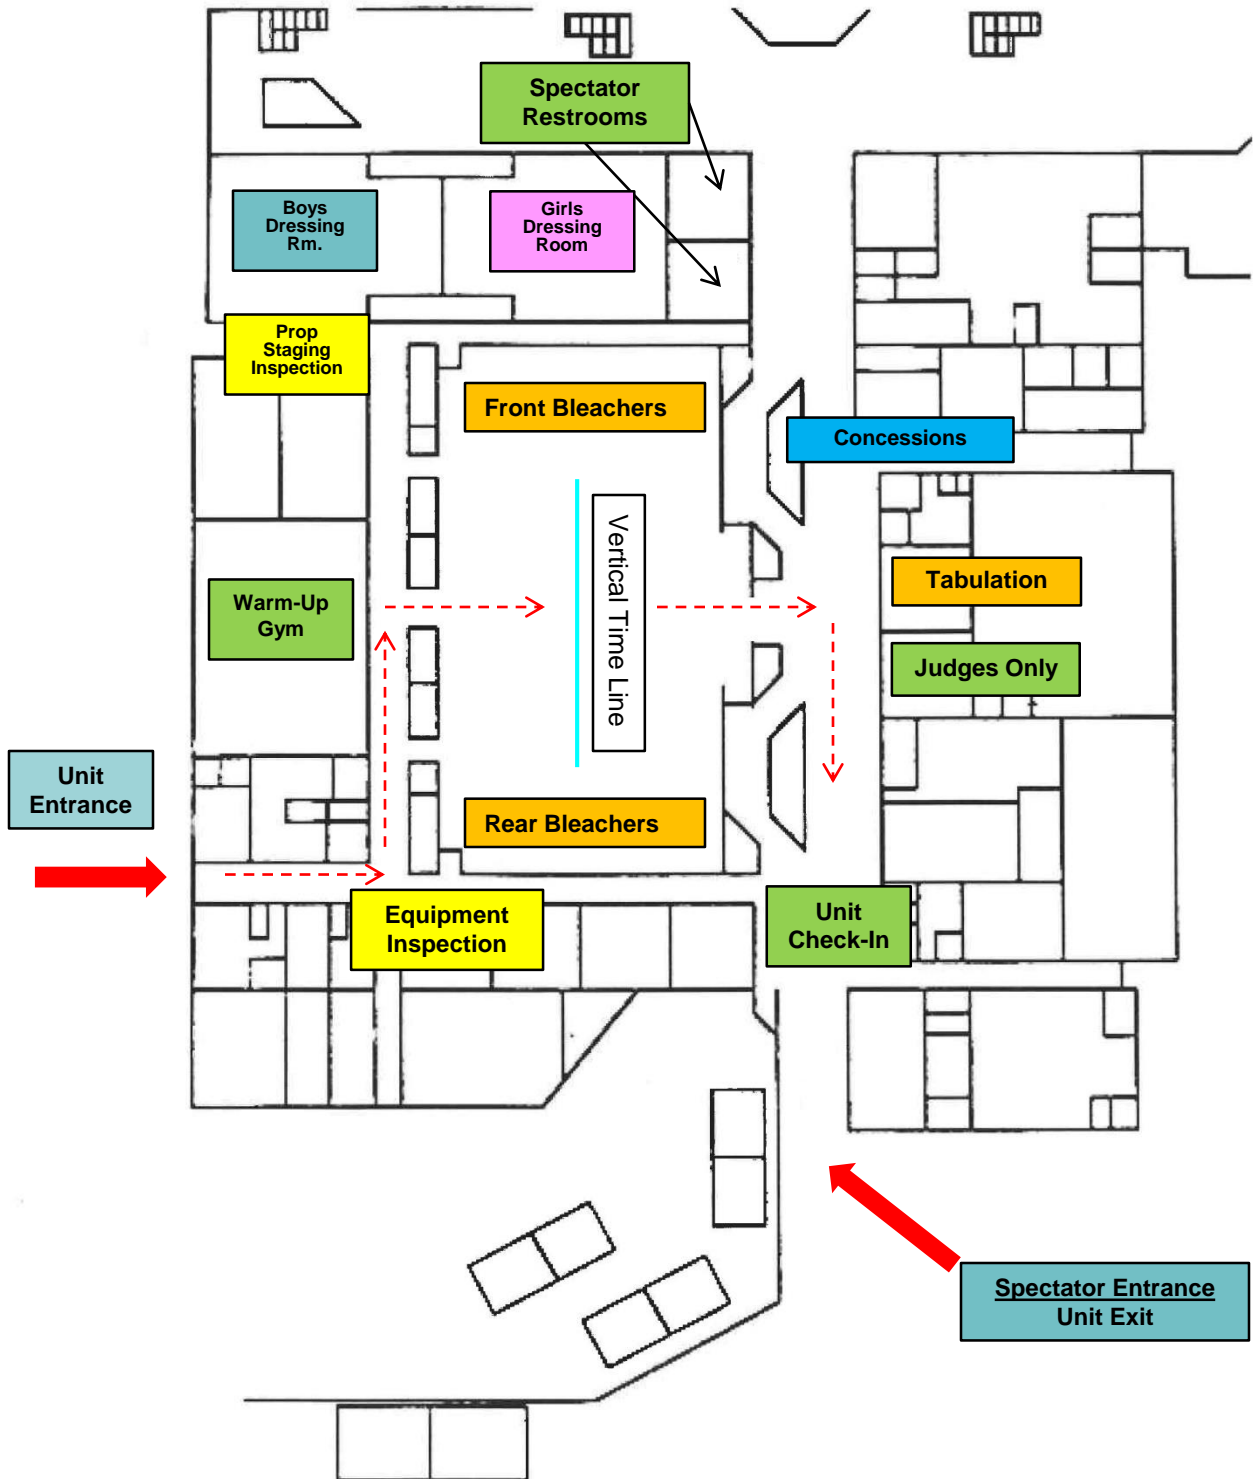 Spectator
Restrooms
Boys
Dressing
Rm.
Girls
Dressing
Room
Prop
Staging
Inspection
Front Bleachers
Concessions
Vertical Time Line
Warm-Up
Gym
Tabulation
Judges Only
Unit
Entrance
Rear Bleachers
Equipment
Inspection
Unit
Check-In
Spectator Entrance
Unit Exit